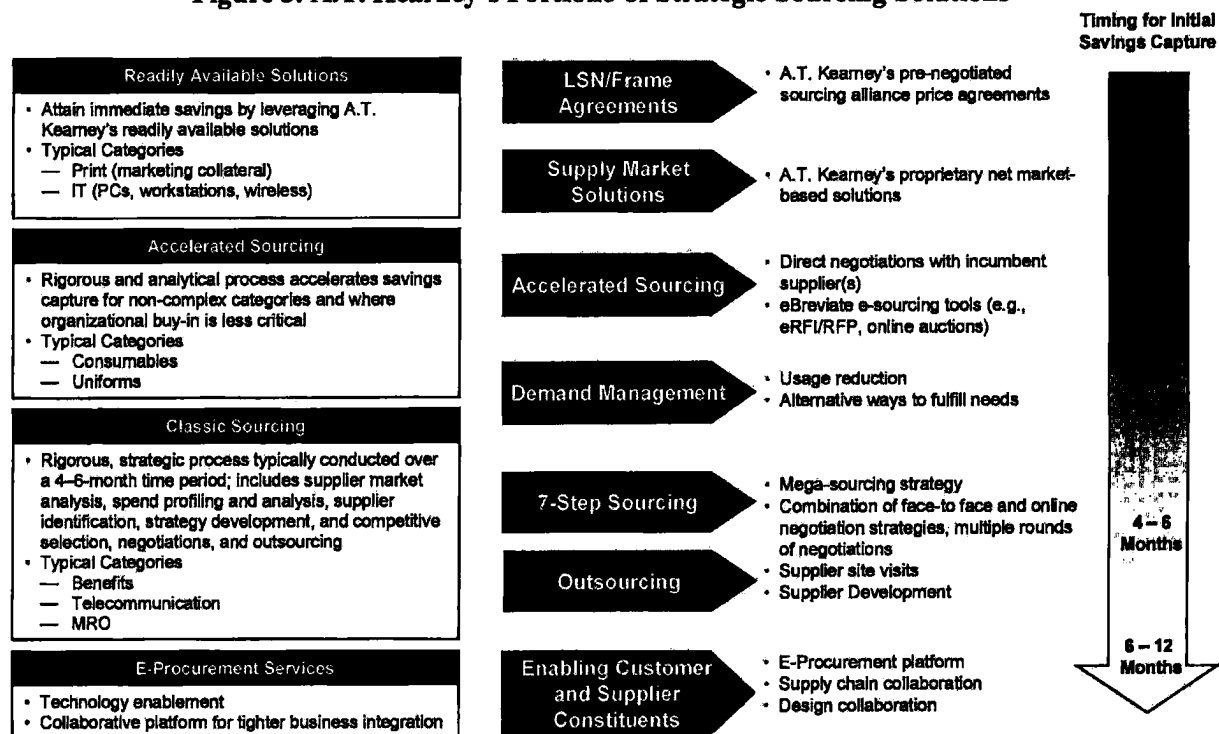 Timing for Initial
Savings Capture
Readily Available Solutions
• Attain immediate savings by leveraging A.T.
Kearney's readily available solutions
• Typical Categories
— Print (marketing collateral)
— IT (PCs, workstations, wireless)
LSN/Frame
Agreements
• A.T. Kearney's pre-negotiated
sourcing alliance price agreements
Supply Market
Solutions
• A.T. Kearney's proprietary net market-
based solutions
Accelerated Sourcing
• Rigorous and analytical process accelerates savings
capture for non-complex categories and where
organizational buy-in is less critical
• Typical Categories
— Consumables
— Uniforms
Accelerated Sourcing
• Direct negotiations with incumbent
supplier(s)
• eBreviate e-sourcing tools (e.g.,
eRFI/RFP, online auctions)
Demand Management
• Usage reduction
• Alternative ways to fulfill needs
Classic Sourcing
• Rigorous, strategic process typically conducted over
a 4–6-month time period; includes supplier market
analysis, spend profiling and analysis, supplier
identification, strategy development, and competitive
selection, negotiations, and outsourcing
• Typical Categories
— Benefits
— Telecommunication
— MRO
7-Step Sourcing
• Mega-sourcing strategy
• Combination of face-to face and online
negotiation strategies, multiple rounds
of negotiations
Outsourcing
• Supplier site visits
• Supplier Development
4 – 6
Months
E-Procurement Services
• Technology enablement
• Collaborative platform for tighter business integration
Enabling Customer
and Supplier
Constituents
• E-Procurement platform
• Supply chain collaboration
• Design collaboration
6 – 12
Months